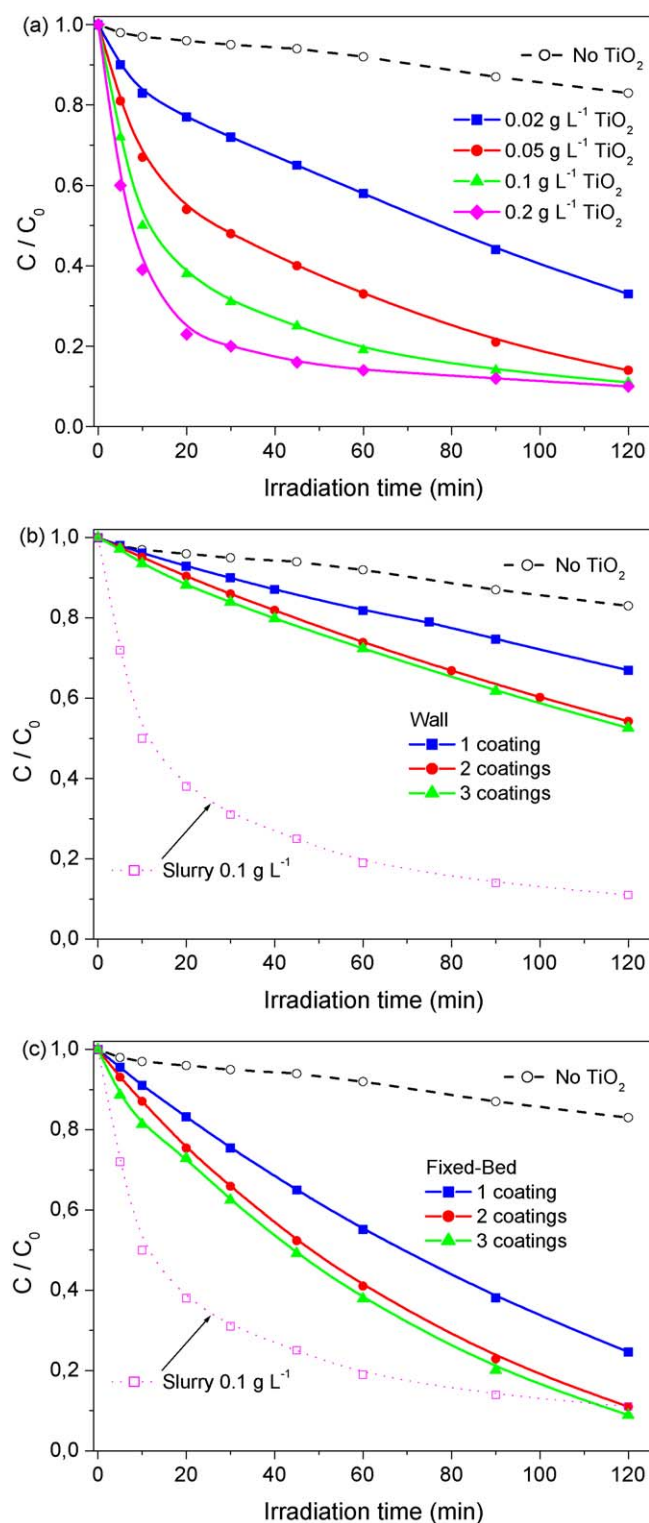 (a)
1.0
0.8
0.6
0.4
0.2
0.0
C / C₀
No TiO₂
0.02 g L⁻¹ TiO₂
0.05 g L⁻¹ TiO₂
0.1 g L⁻¹ TiO₂
0.2 g L⁻¹ TiO₂
0 20 40 60 80 100 120
Irradiation time (min)
(b)
1,0
0,8
0,6
0,4
0,2
0,0
C / C₀
No TiO₂
Wall
1 coating
2 coatings
3 coatings
Slurry 0.1 g L⁻¹
0 20 40 60 80 100 120
Irradiation time (min)
(c)
1,0
0,8
0,6
0,4
0,2
0,0
C / C₀
No TiO₂
Fixed-Bed
1 coating
2 coatings
3 coatings
Slurry 0.1 g L⁻¹
0 20 40 60 80 100 120
Irradiation time (min)